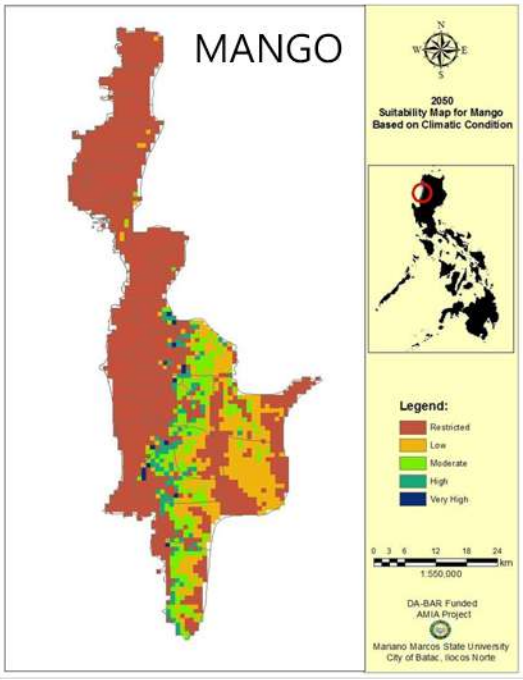 MANGO
N
W E
S
2050
Suitability Map for Mango
Based on Climatic Condition
Legend:
Restricted
Low
Moderate
High
Very High
0 3 6 12 18 24
km
1:550,000
DA-BAR Funded
AMIA Project
Mariano Marcos State University
City of Batac, Ilocos Norte